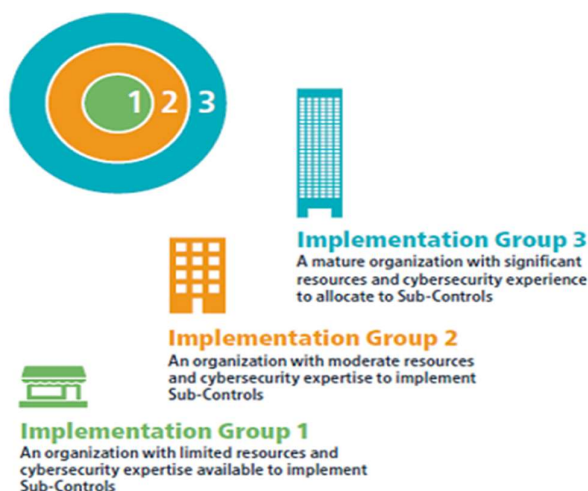 1 2 3
Implementation Group 3
A mature organization with significant
resources and cybersecurity experience
to allocate to Sub-Controls
Implementation Group 2
An organization with moderate resources
and cybersecurity expertise to implement
Sub-Controls
Implementation Group 1
An organization with limited resources and
cybersecurity expertise available to implement
Sub-Controls